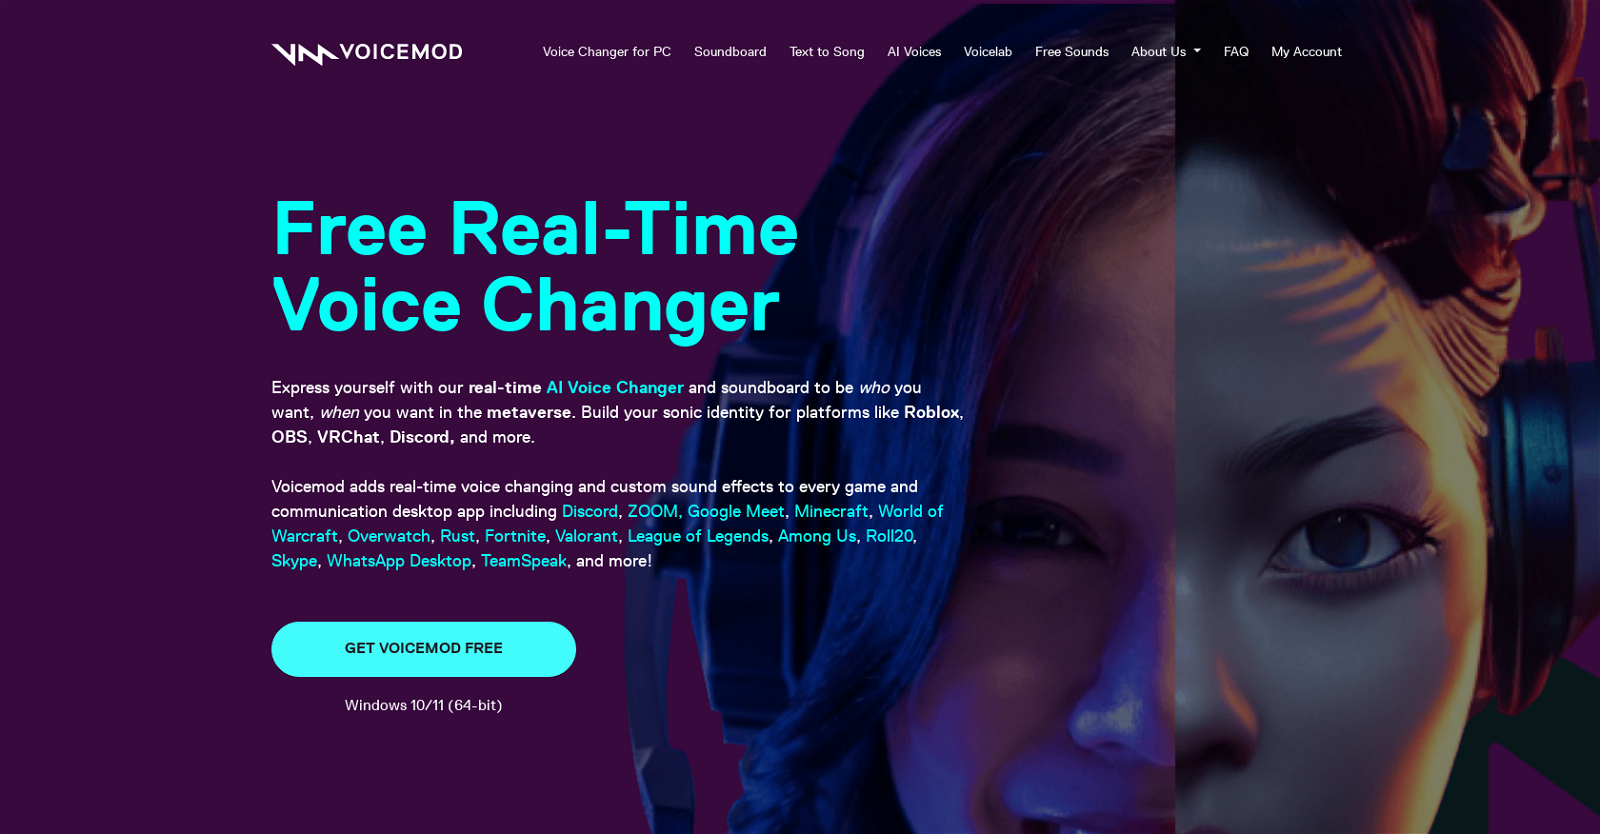 VOICEMOD
Voice Changer for PC Soundboard Text to Song AI Voices Voicelab Free Sounds About Us FAQ My Account
Free Real-Time
Voice Changer
Express yourself with our real-time AI Voice Changer and soundboard to be who you
want, when you want in the metaverse. Build your sonic identity for platforms like Roblox,
OBS, VRChat, Discord, and more.
Voicemod adds real-time voice changing and custom sound effects to every game and
communication desktop app including Discord, ZOOM, Google Meet, Minecraft, World of
Warcraft, Overwatch, Rust, Fortnite, Valorant, League of Legends, Among Us, Roll20,
Skype, WhatsApp Desktop, TeamSpeak, and more!
GET VOICEMOD FREE
Windows 10/11 (64-bit)